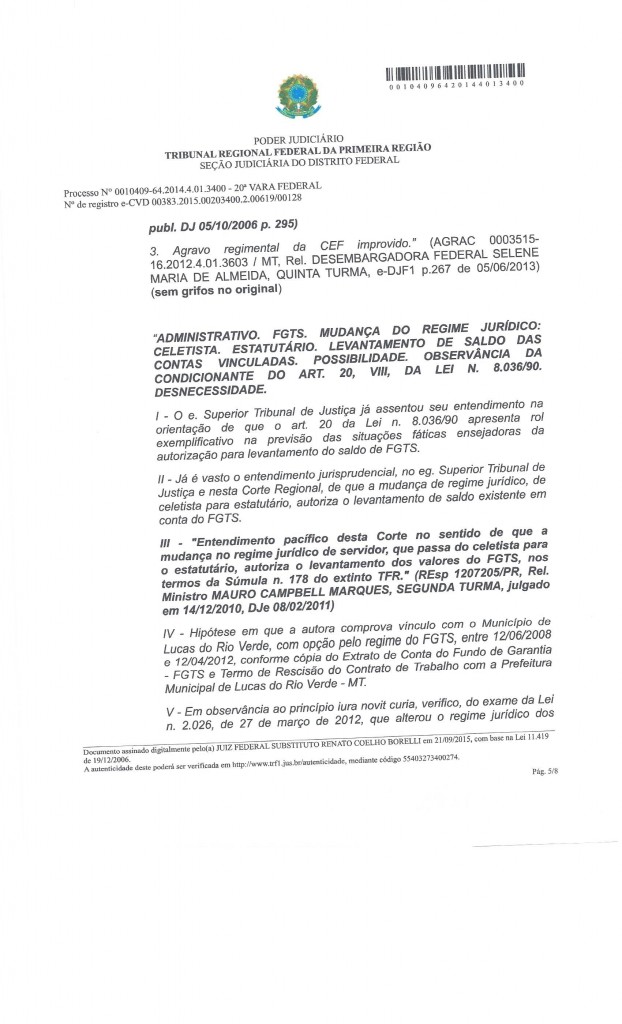 00104096420144013400
PODER JUDICIÁRIO
TRIBUNAL REGIONAL FEDERAL DA PRIMEIRA REGIÃO
SEÇÃO JUDICIÁRIA DO DISTRITO FEDERAL
Processo N° 0010409-64.2014.4.01.3400 - 20ª VARA FEDERAL
N° de registro e-CVD 00383.2015.00203400.2.00619/00128
publ. DJ 05/10/2006 p. 295)
3. Agravo regimental da CEF improvido." (AGRAC 0003515-
16.2012.4.01.3603 / MT, Rel. DESEMBARGADORA FEDERAL SELENE
MARIA DE ALMEIDA, QUINTA TURMA, e-DJF1 p.267 de 05/06/2013)
(sem grifos no original)
"ADMINISTRATIVO. FGTS. MUDANÇA DO REGIME JURÍDICO:
CELETISTA. ESTATUTÁRIO. LEVANTAMENTO DE SALDO DAS
CONTAS VINCULADAS. POSSIBILIDADE. OBSERVÂNCIA DA
CONDICIONANTE DO ART. 20, VIII, DA LEI N. 8.036/90.
DESNECESSIDADE.
I - O e. Superior Tribunal de Justiça já assentou seu entendimento na
orientação de que o art. 20 da Lei n. 8.036/90 apresenta rol
exemplificativo na previsão das situações fáticas ensejadoras da
autorização para levantamento do saldo de FGTS.
II - Já é vasto o entendimento jurisprudencial, no eg. Superior Tribunal de
Justiça e nesta Corte Regional, de que a mudança de regime jurídico, de
celetista para estatutário, autoriza o levantamento de saldo existente em
conta do FGTS.
III - "Entendimento pacífico desta Corte no sentido de que a
mudança no regime jurídico de servidor, que passa do celetista para
o estatutário, autoriza o levantamento dos valores do FGTS, nos
termos da Súmula n. 178 do extinto TFR." (REsp 1207205/PR, Rel.
Ministro MAURO CAMPBELL MARQUES, SEGUNDA TURMA, julgado
em 14/12/2010, DJe 08/02/2011)
IV - Hipótese em que a autora comprova vínculo com o Município de
Lucas do Rio Verde, com opção pelo regime do FGTS, entre 12/06/2008
e 12/04/2012, conforme cópia do Extrato de Conta do Fundo de Garantia
- FGTS e Termo de Rescisão do Contrato de Trabalho com a Prefeitura
Municipal de Lucas do Rio Verde - MT.
V - Em observância ao princípio iura novit curia, verifico, do exame da Lei
n. 2.026, de 27 de março de 2012, que alterou o regime jurídico dos
Documento assinado digitalmente pelo(a) JUIZ FEDERAL SUBSTITUTO RENATO COELHO BORELLI em 21/09/2015, com base na Lei 11.419
de 19/12/2006.
A autenticidade deste poderá ser verificada em http://www.trf1.jus.br/autenticidade, mediante código 55403273400274.
Pág. 5/8